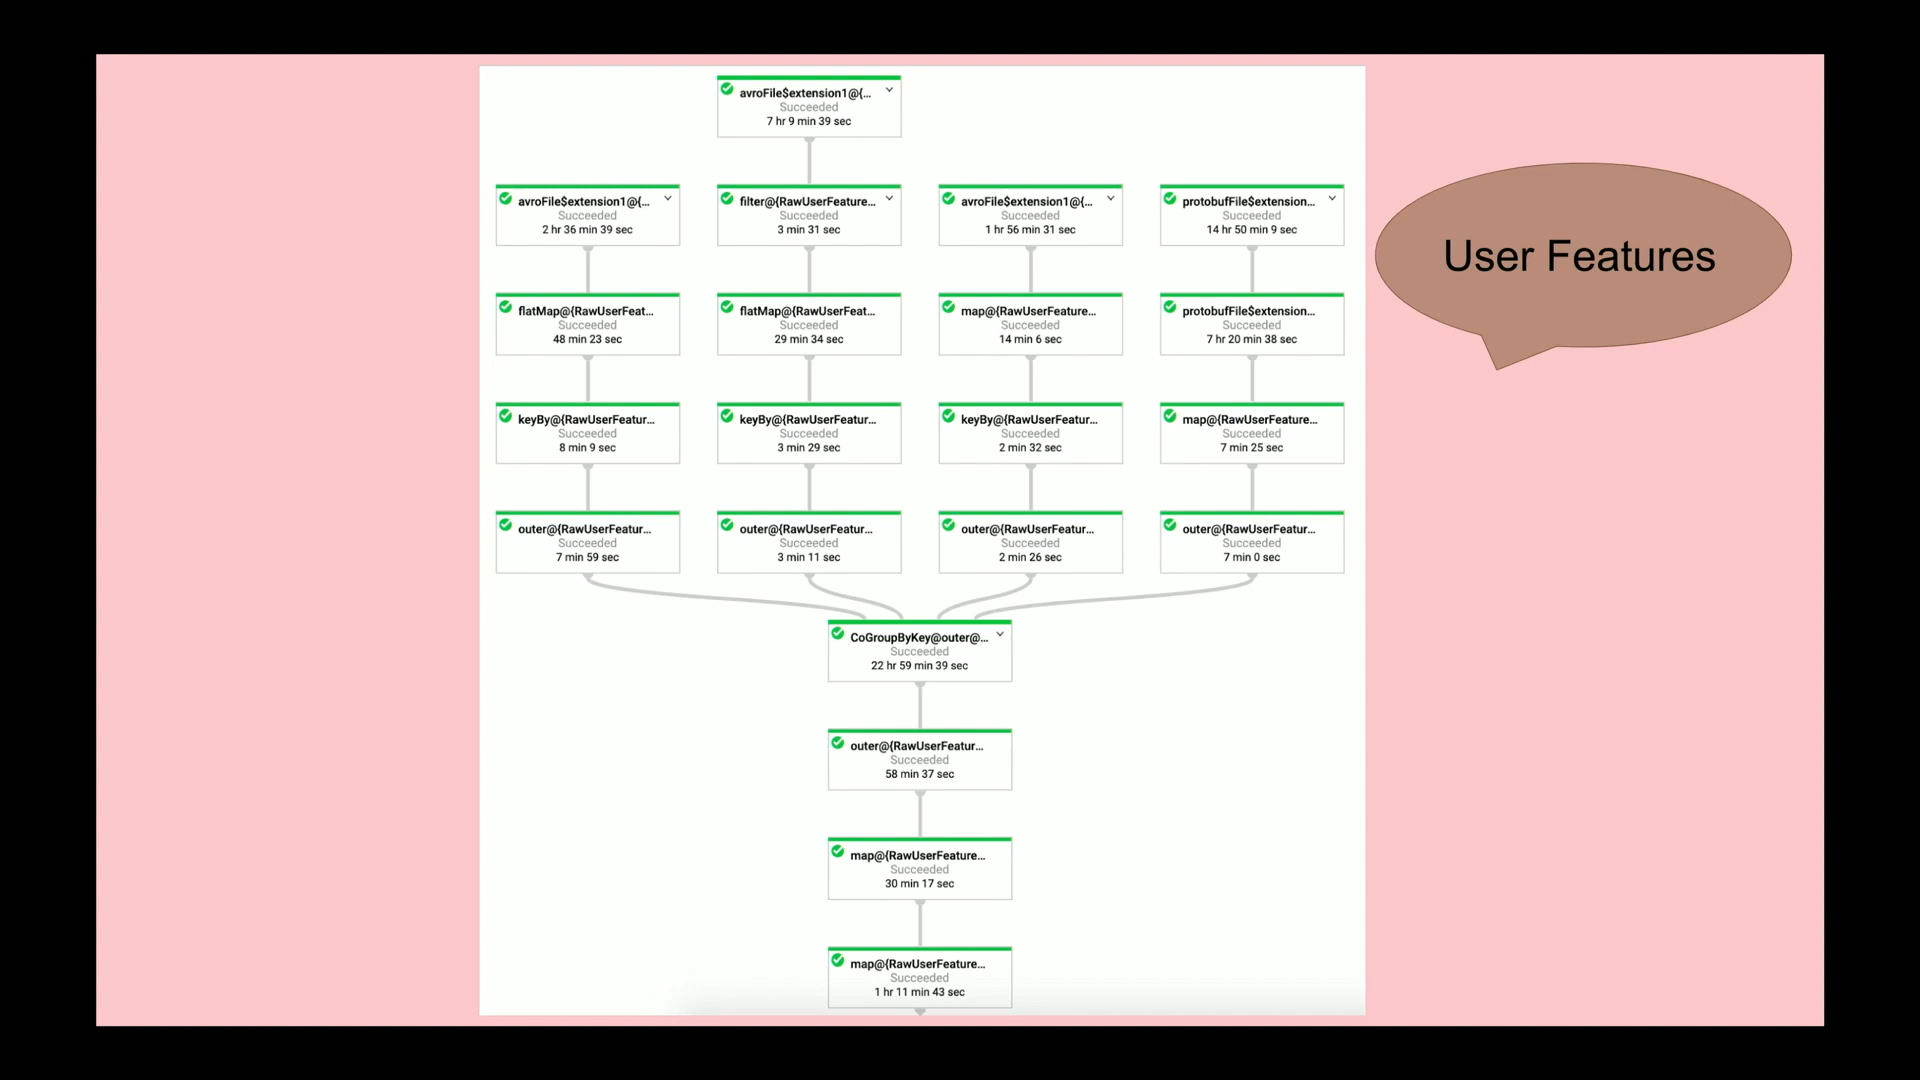 avroFile$extension1@{...
Succeeded
7 hr 9 min 39 sec
avroFile$extension1@{...
Succeeded
2 hr 36 min 39 sec
filter@{RawUserFeature...
Succeeded
3 min 31 sec
avroFile$extension1@{...
Succeeded
1 hr 56 min 31 sec
protobufFile$extension...
Succeeded
14 hr 50 min 9 sec
User Features
flatMap@{RawUserFeat...
Succeeded
48 min 23 sec
flatMap@{RawUserFeat...
Succeeded
29 min 34 sec
map@{RawUserFeature...
Succeeded
14 min 6 sec
protobufFile$extension...
Succeeded
7 hr 20 min 38 sec
keyBy@{RawUserFeatur...
Succeeded
8 min 9 sec
keyBy@{RawUserFeatur...
Succeeded
3 min 29 sec
keyBy@{RawUserFeatur...
Succeeded
2 min 32 sec
map@{RawUserFeature...
Succeeded
7 min 25 sec
outer@{RawUserFeatur...
Succeeded
7 min 59 sec
outer@{RawUserFeatur...
Succeeded
3 min 11 sec
outer@{RawUserFeatur...
Succeeded
2 min 26 sec
outer@{RawUserFeatur...
Succeeded
7 min 0 sec
CoGroupByKey@outer@...
Succeeded
22 hr 59 min 39 sec
outer@{RawUserFeatur...
Succeeded
58 min 37 sec
map@{RawUserFeature...
Succeeded
30 min 17 sec
map@{RawUserFeature...
Succeeded
1 hr 11 min 43 sec